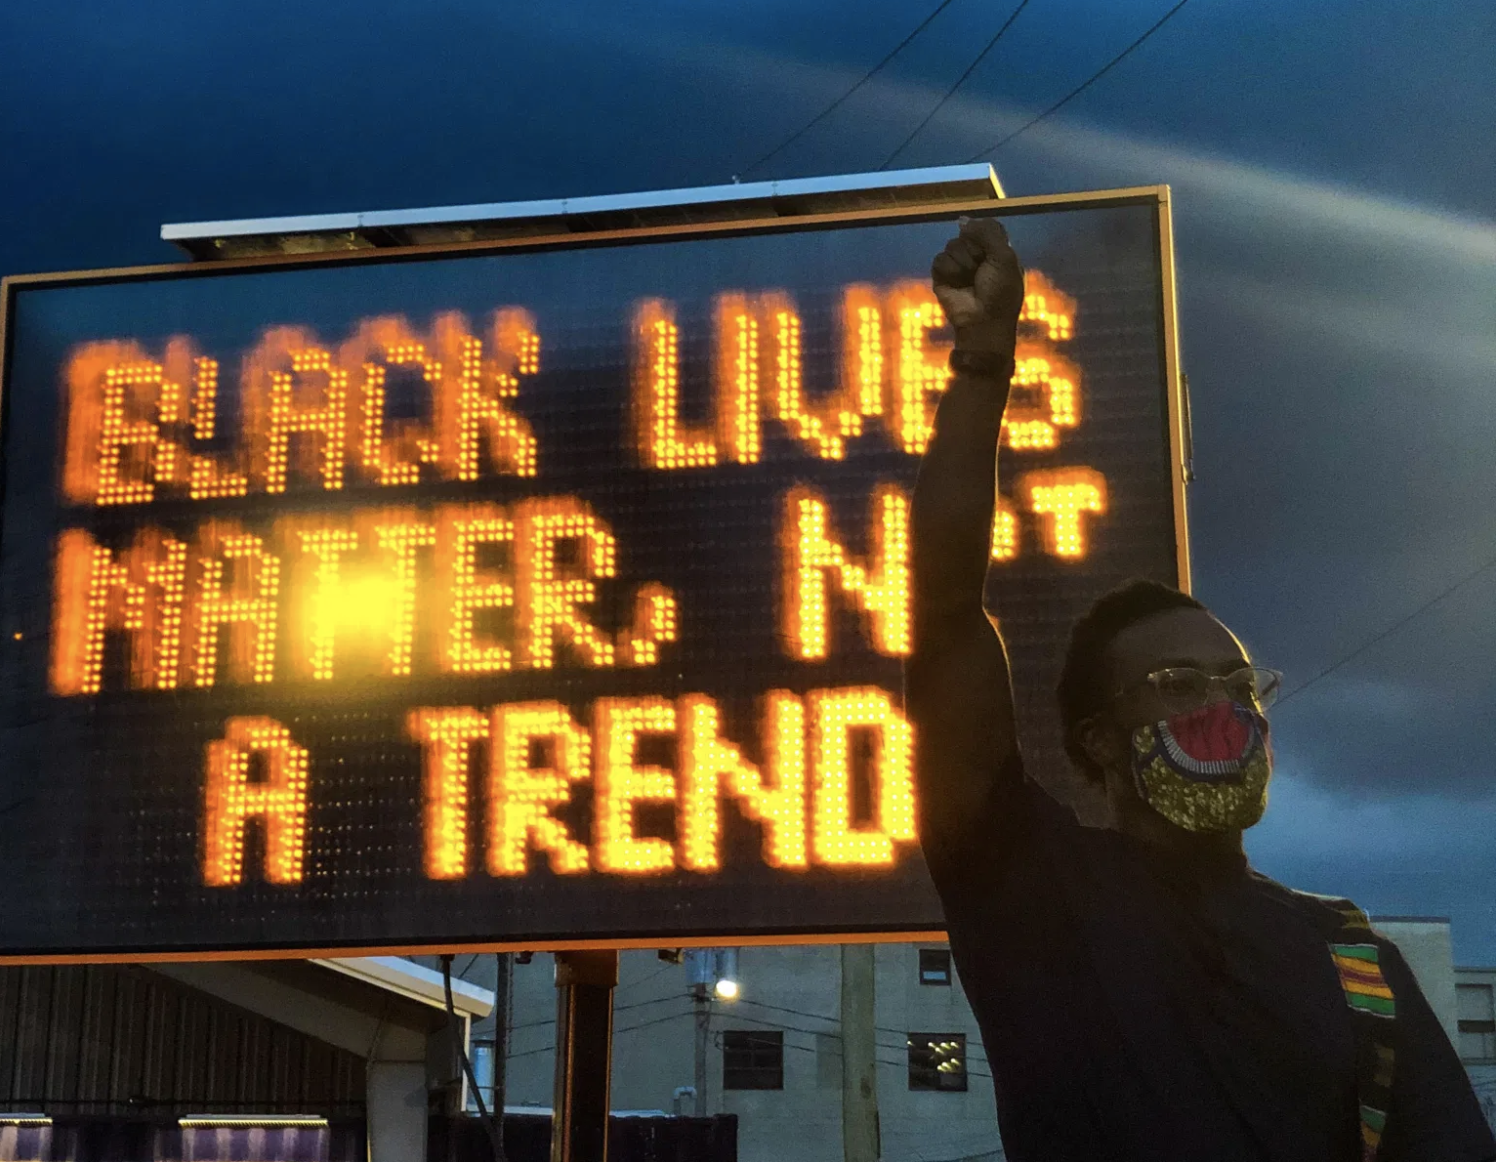 BLACK LIVES
MATTER, NOT
A TREND